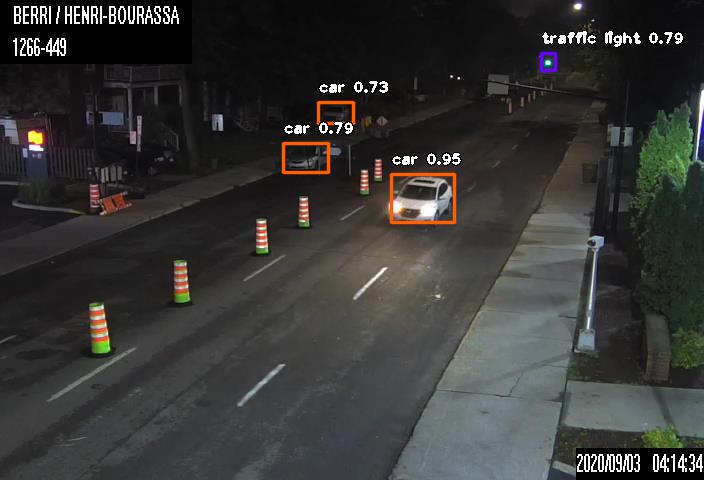 BERRI / HENRI-BOURASSA
1266-449
traffic light 0.79
car 0.73
car 0.79
car 0.95
2020/09/03 04:14:34